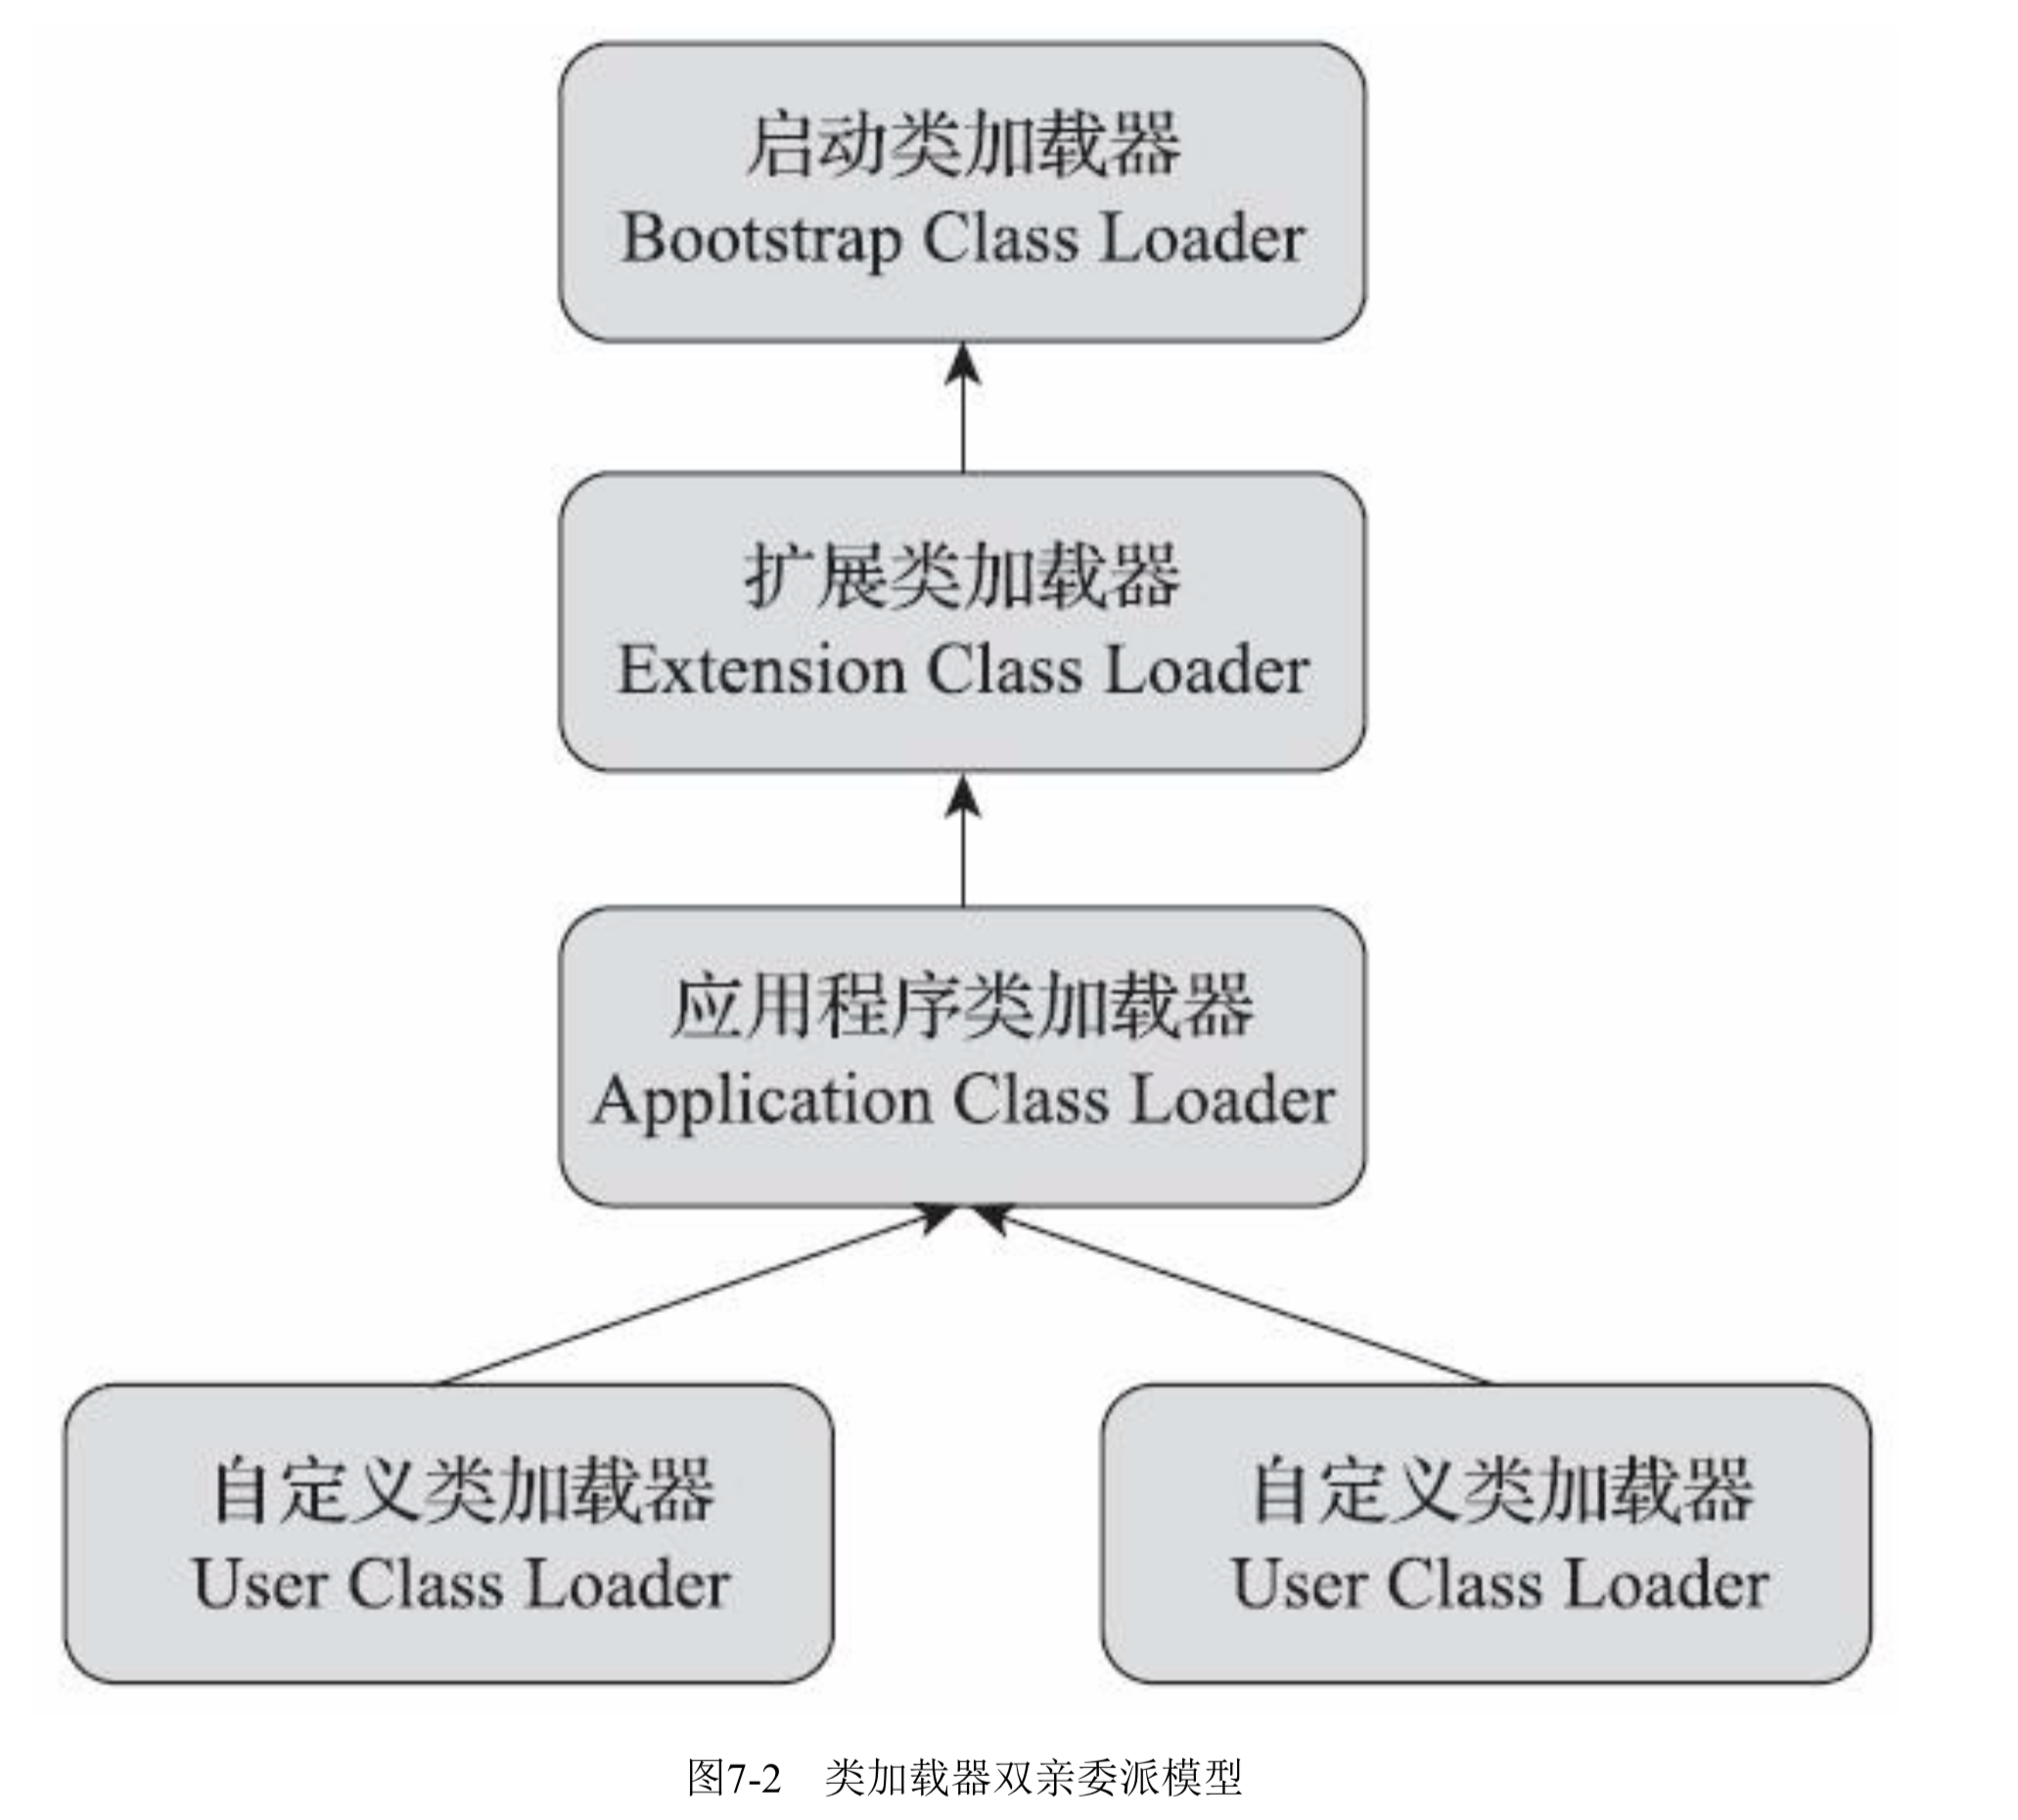 启动类加载器
Bootstrap Class Loader
扩展类加载器
Extension Class Loader
应用程序类加载器
Application Class Loader
自定义类加载器
User Class Loader
自定义类加载器
User Class Loader
图7-2 类加载器双亲委派模型